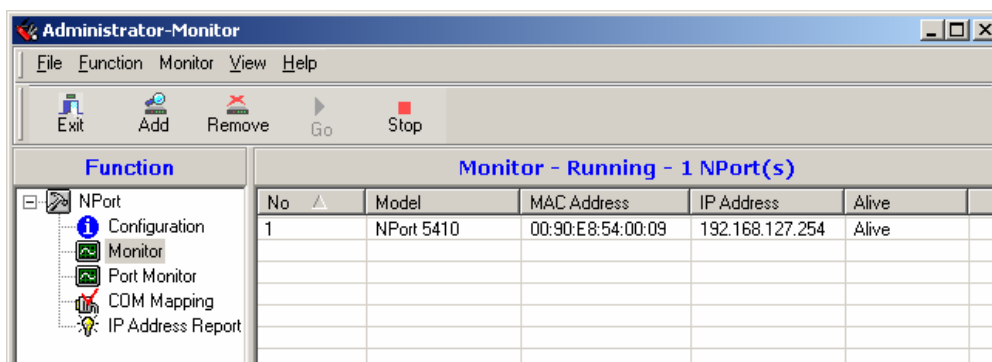 Administrator-Monitor
File Function Monitor View Help
Exit Add Remove Go Stop
Function
Monitor - Running - 1 NPort(s)
NPort
Configuration
Monitor
Port Monitor
COM Mapping
IP Address Report
No Model MAC Address IP Address Alive
1 NPort 5410 00:90:E8:54:00:09 192.168.127.254 Alive